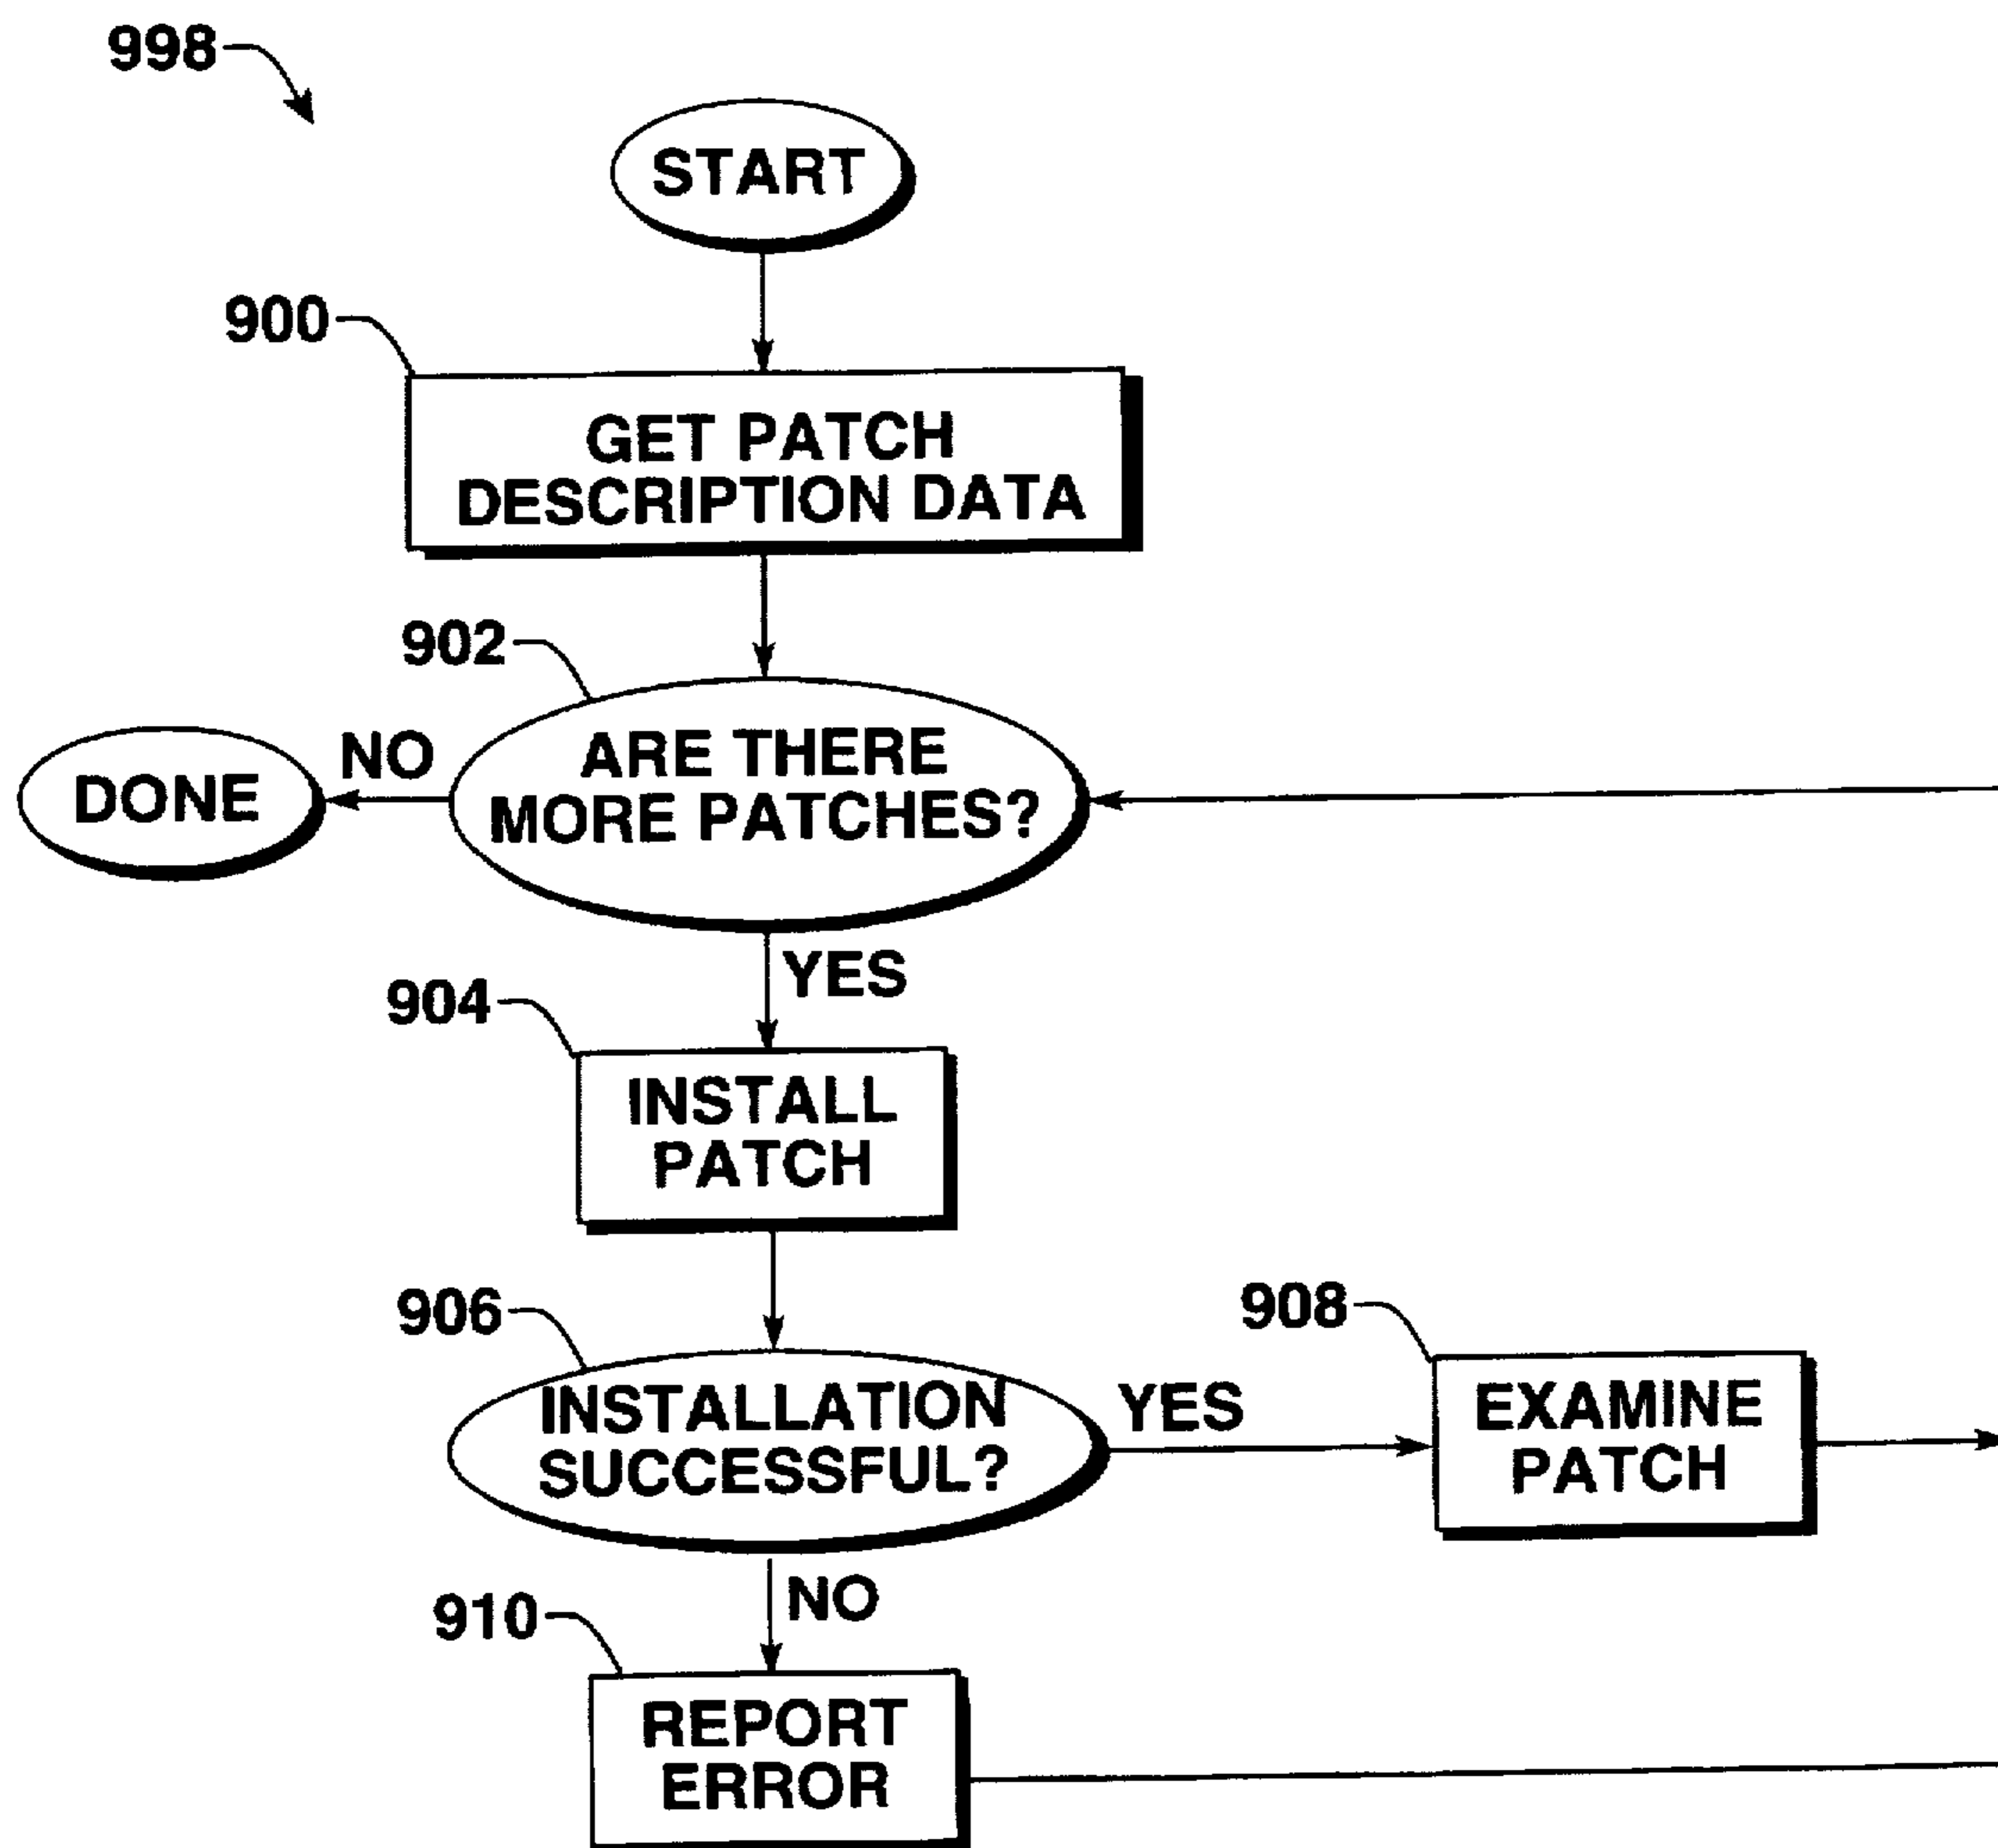 998
START
900
GET PATCH
DESCRIPTION DATA
902
ARE THERE
MORE PATCHES?
NO
DONE
YES
904
INSTALL
PATCH
906
INSTALLATION
SUCCESSFUL?
YES
908
EXAMINE
PATCH
NO
910
REPORT
ERROR